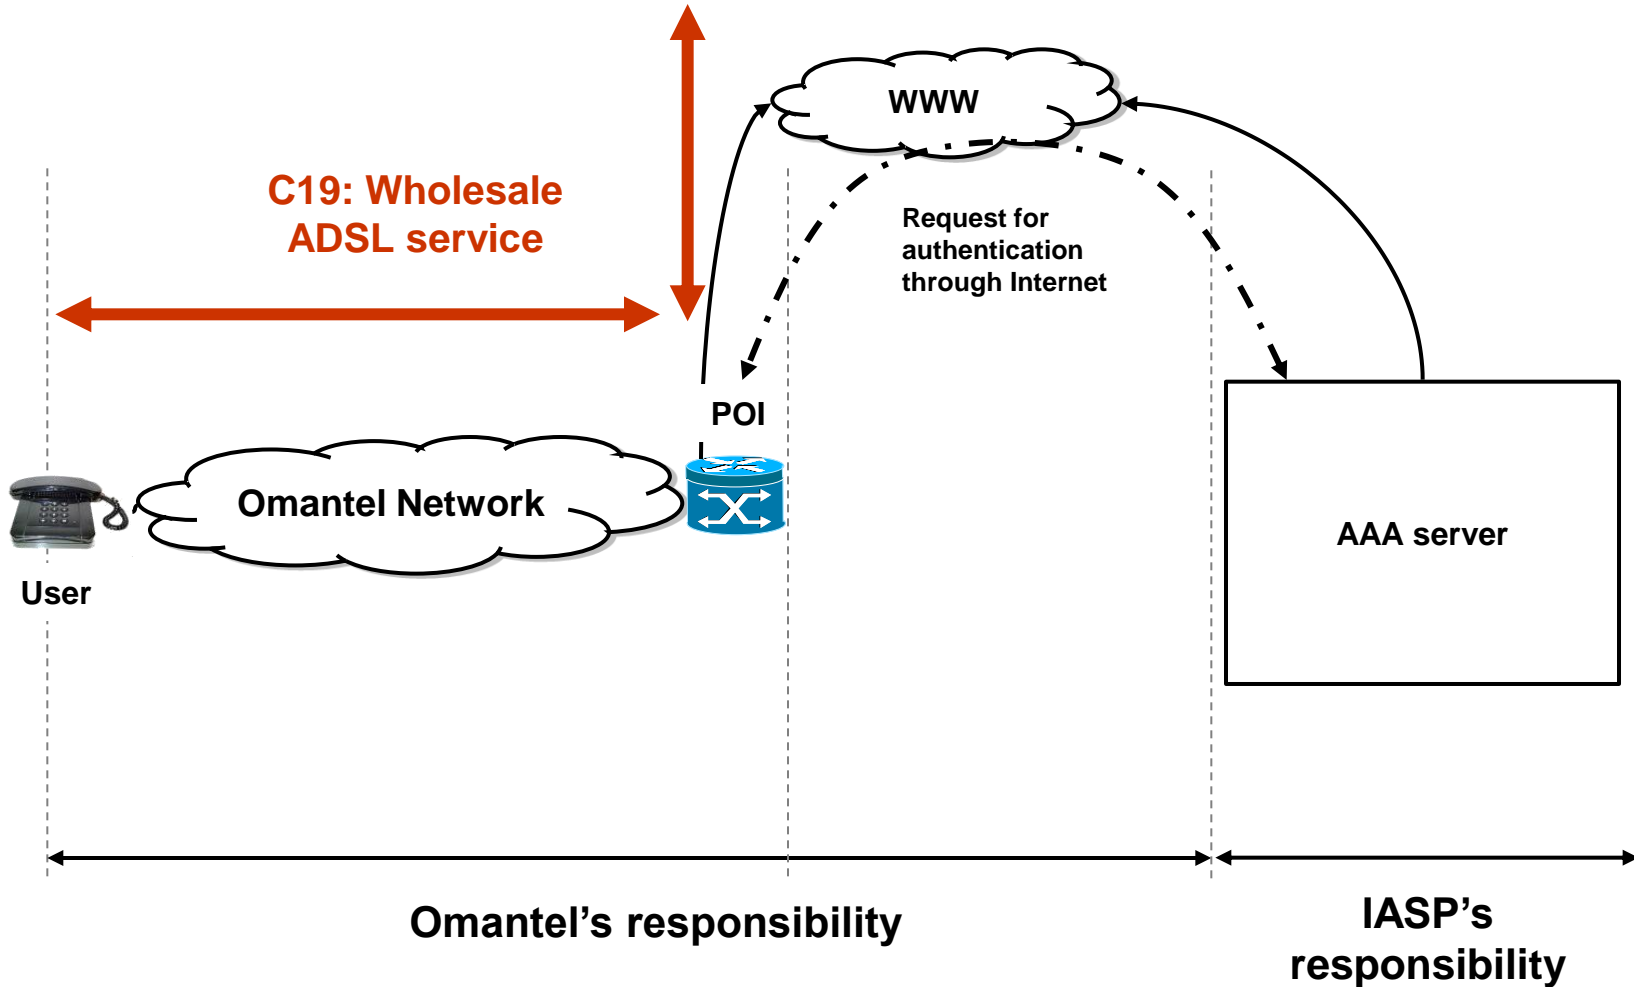 WWW
C19: Wholesale
ADSL service
Request for
authentication
through Internet
POI
Omantel Network
AAA server
User
Omantel’s responsibility
IASP’s
responsibility